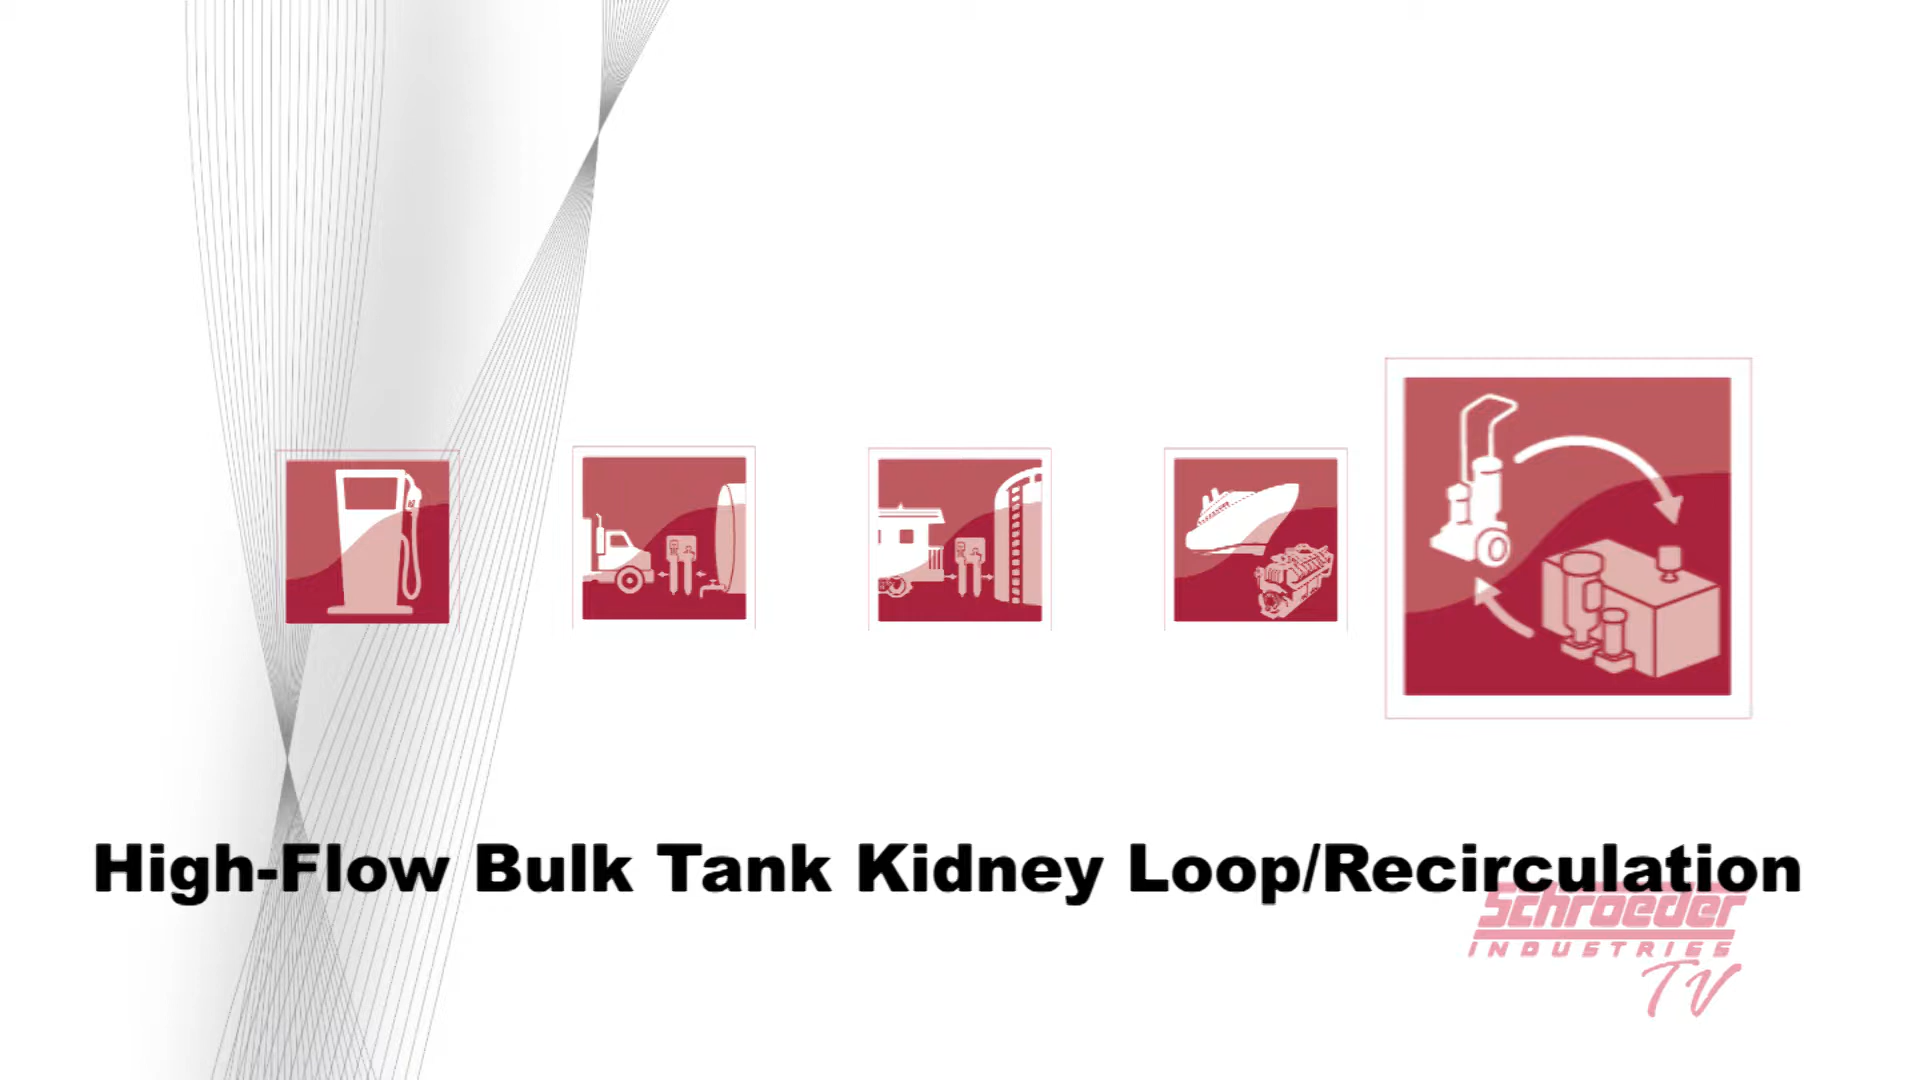 High-Flow Bulk Tank Kidney Loop/Recirculation
Schroeder
INDUSTRIES
TV